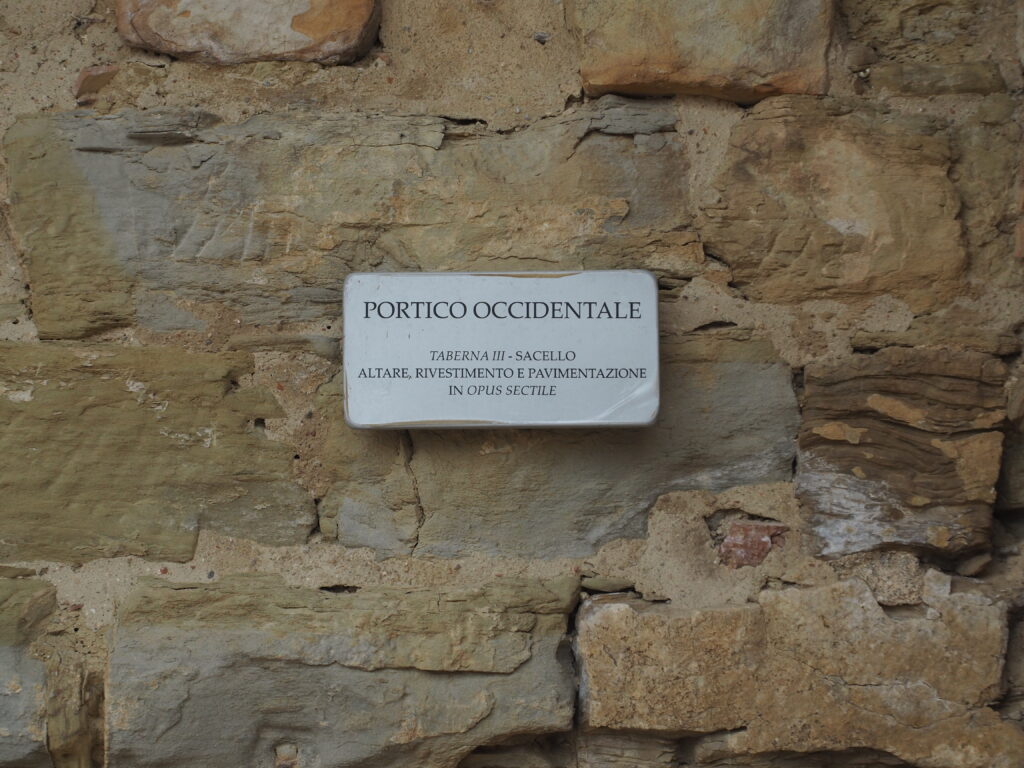 PORTICO OCCIDENTALE
TABERNA III - SACELLO
ALTARE, RIVESTIMENTO E PAVIMENTAZIONE
IN OPUS SECTILE